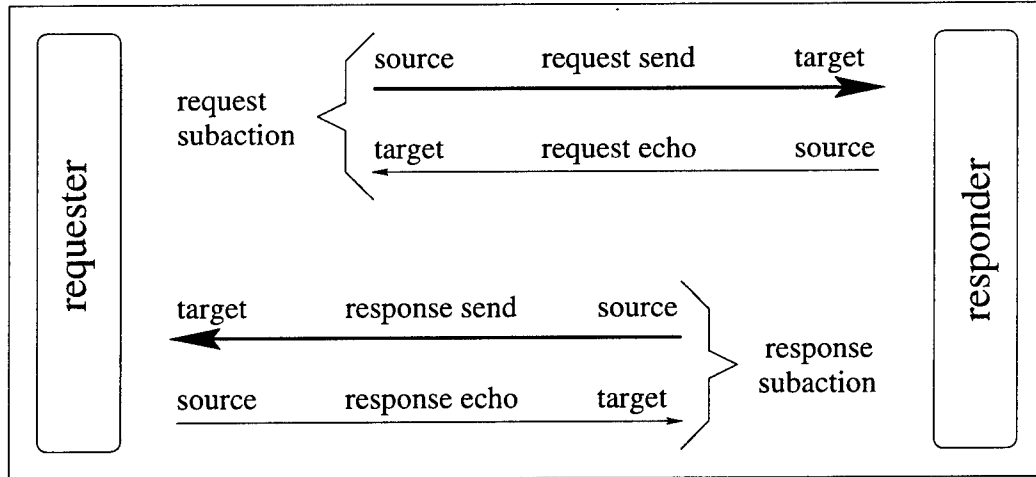 requester
request
subaction
source request send target
target request echo source
target response send source
source response echo target
response
subaction
responder